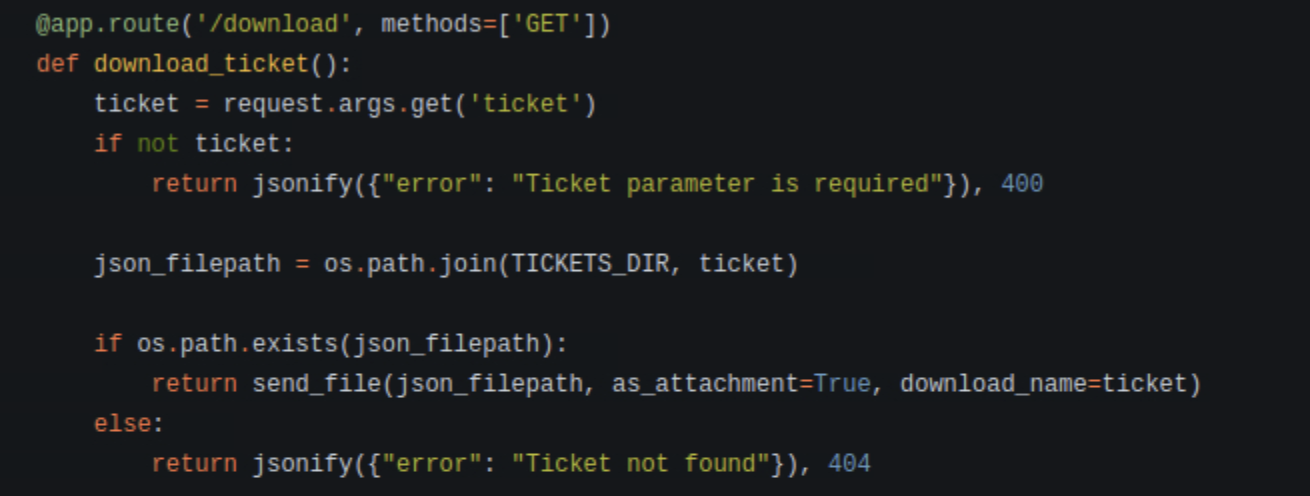 @app.route('/download', methods=['GET'])
def download_ticket():
    ticket = request.args.get('ticket')
    if not ticket:
        return jsonify({"error": "Ticket parameter is required"}), 400

    json_filepath = os.path.join(TICKETS_DIR, ticket)

    if os.path.exists(json_filepath):
        return send_file(json_filepath, as_attachment=True, download_name=ticket)
    else:
        return jsonify({"error": "Ticket not found"}), 404